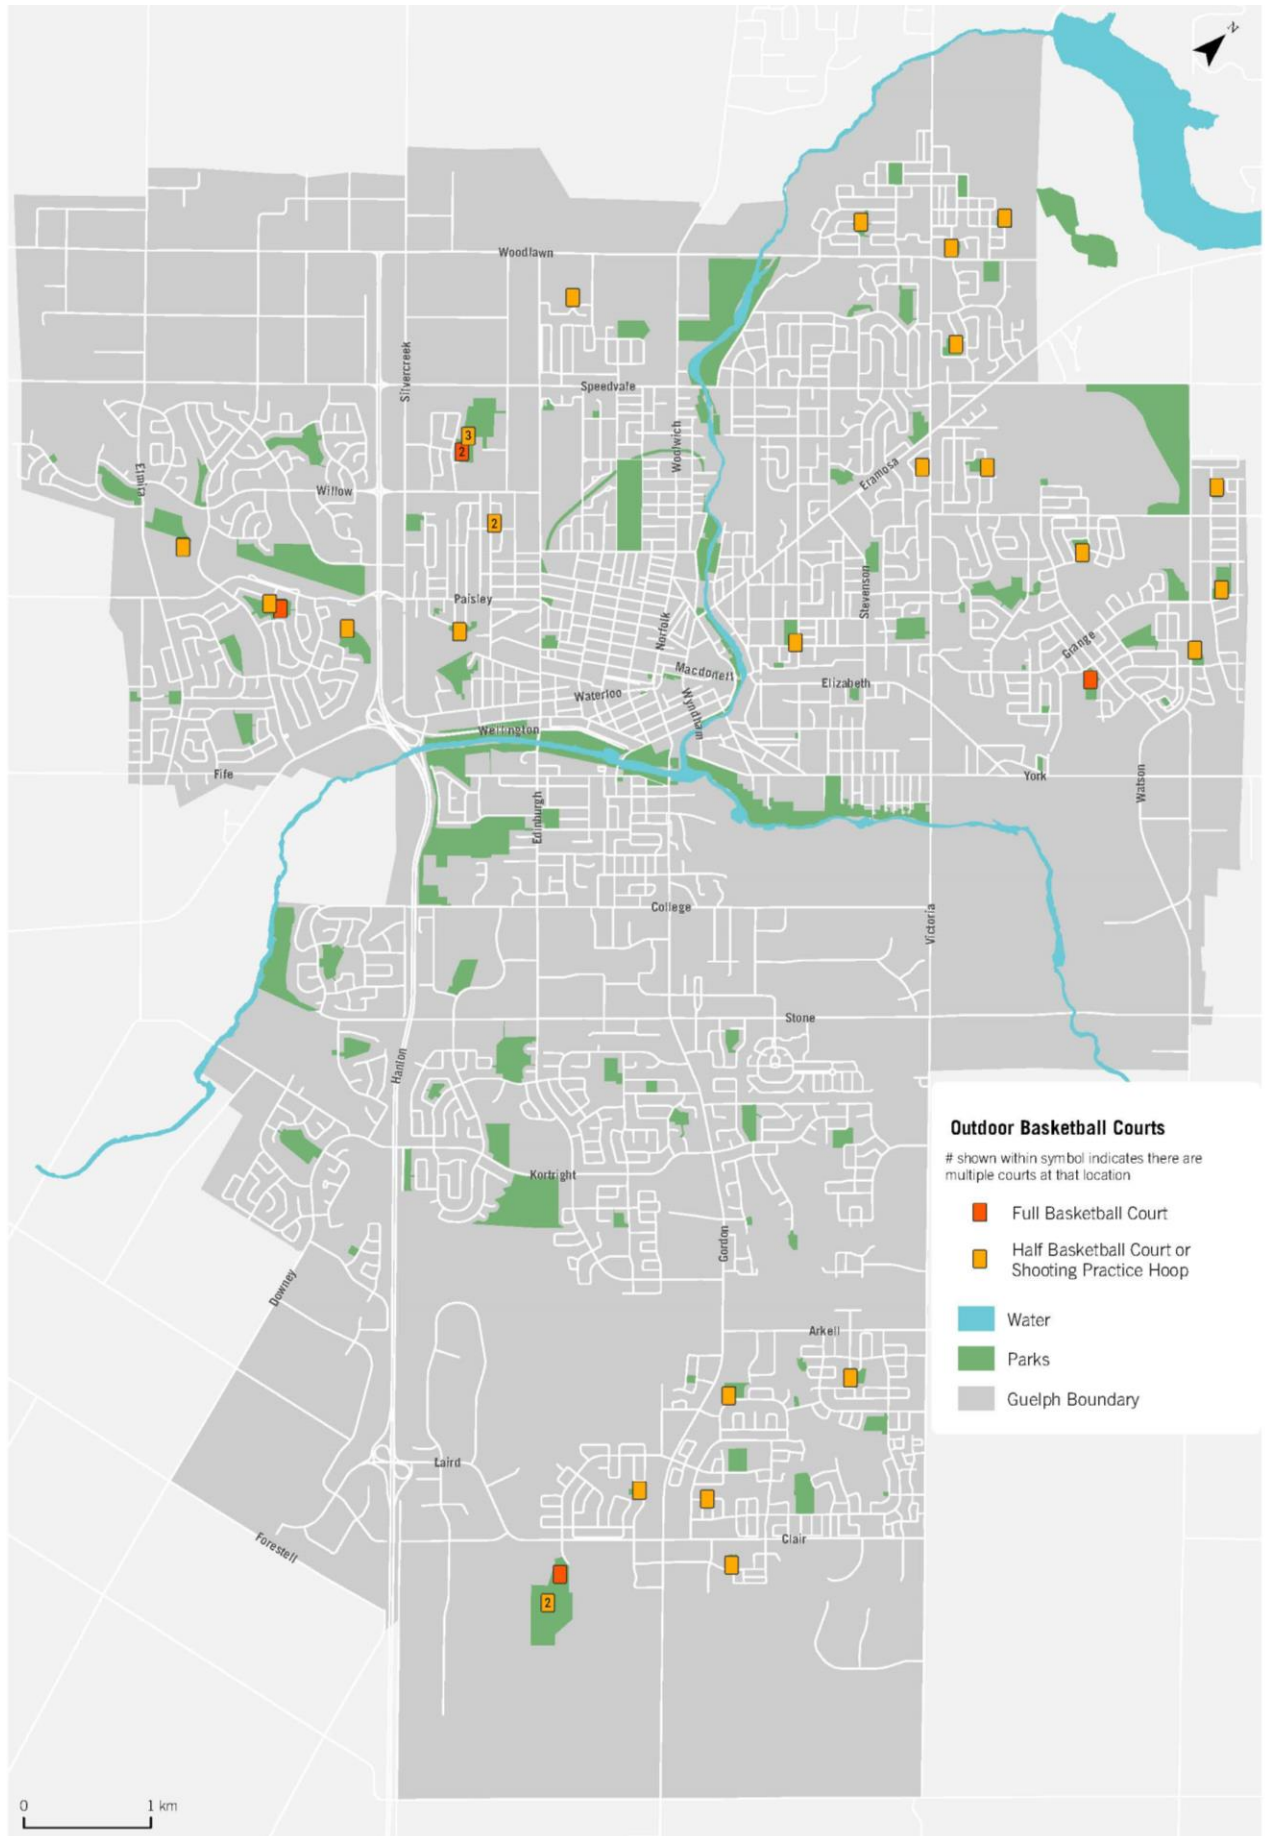 N
Woodlawn
Silvercreek
Speedvale
Woolwich
3
2
Elmira
Willow
Eramosa
2
Stevenson
Paisley
Norfolk
Grange
Macdonell
Elizabeth
Waterloo
Wyndham
Wellington
Fife
York
Watson
Edinburgh
College
Victoria
Stone
Hanlon
Outdoor Basketball Courts
# shown within symbol indicates there are
multiple courts at that location
Full Basketball Court
Half Basketball Court or
Shooting Practice Hoop
Water
Parks
Guelph Boundary
Kortright
Gordon
Downey
Arkell
Laird
Clair
Forestell
2
0 1 km